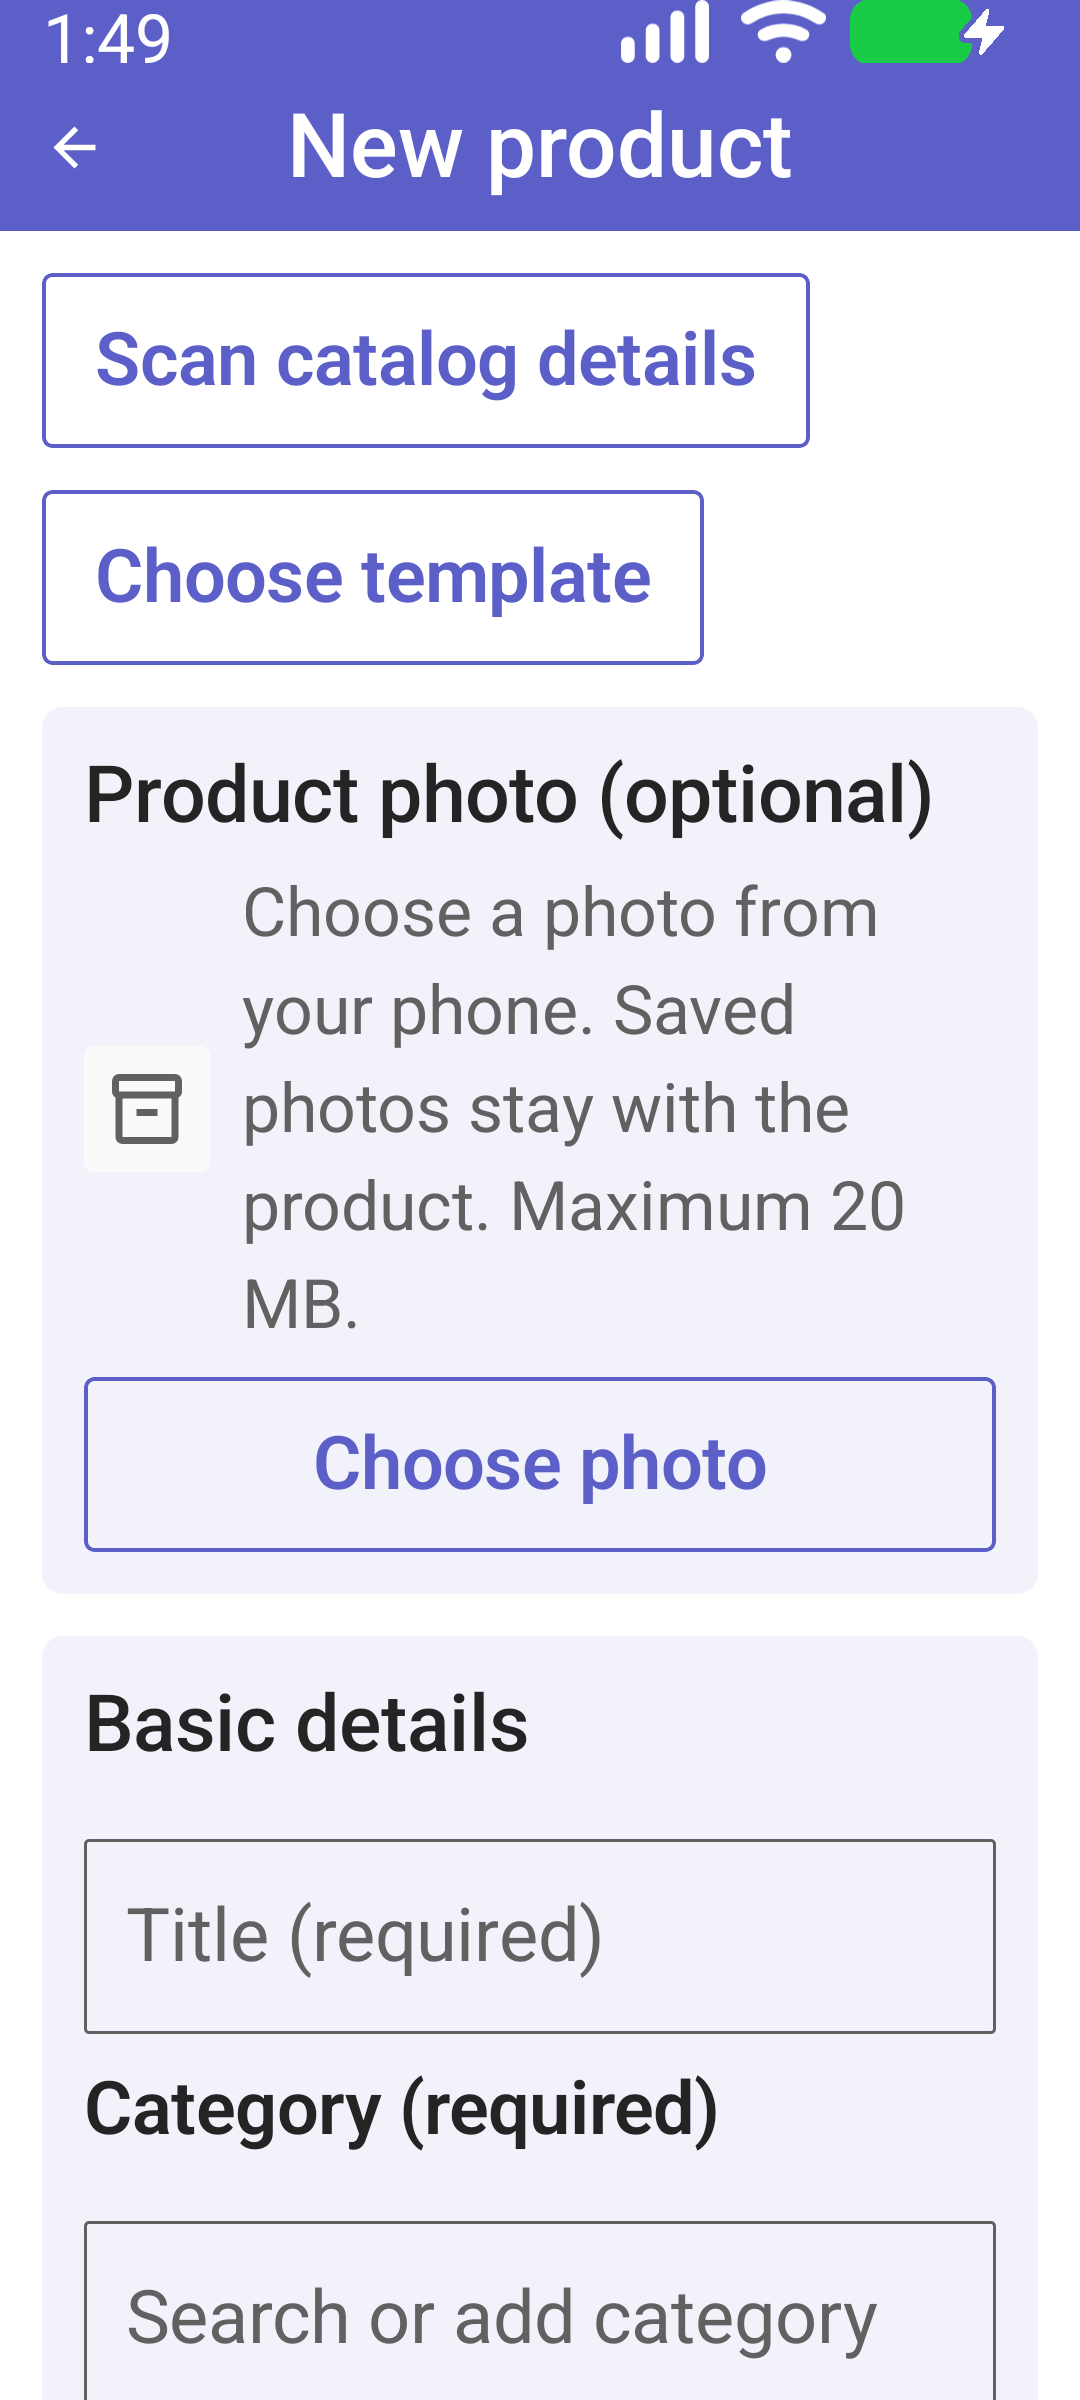 1:49
New product
Scan catalog details
Choose template
Product photo (optional)
Choose a photo from
your phone. Saved
photos stay with the
product. Maximum 20
MB.
Choose photo
Basic details
Title (required)
Category (required)
Search or add category